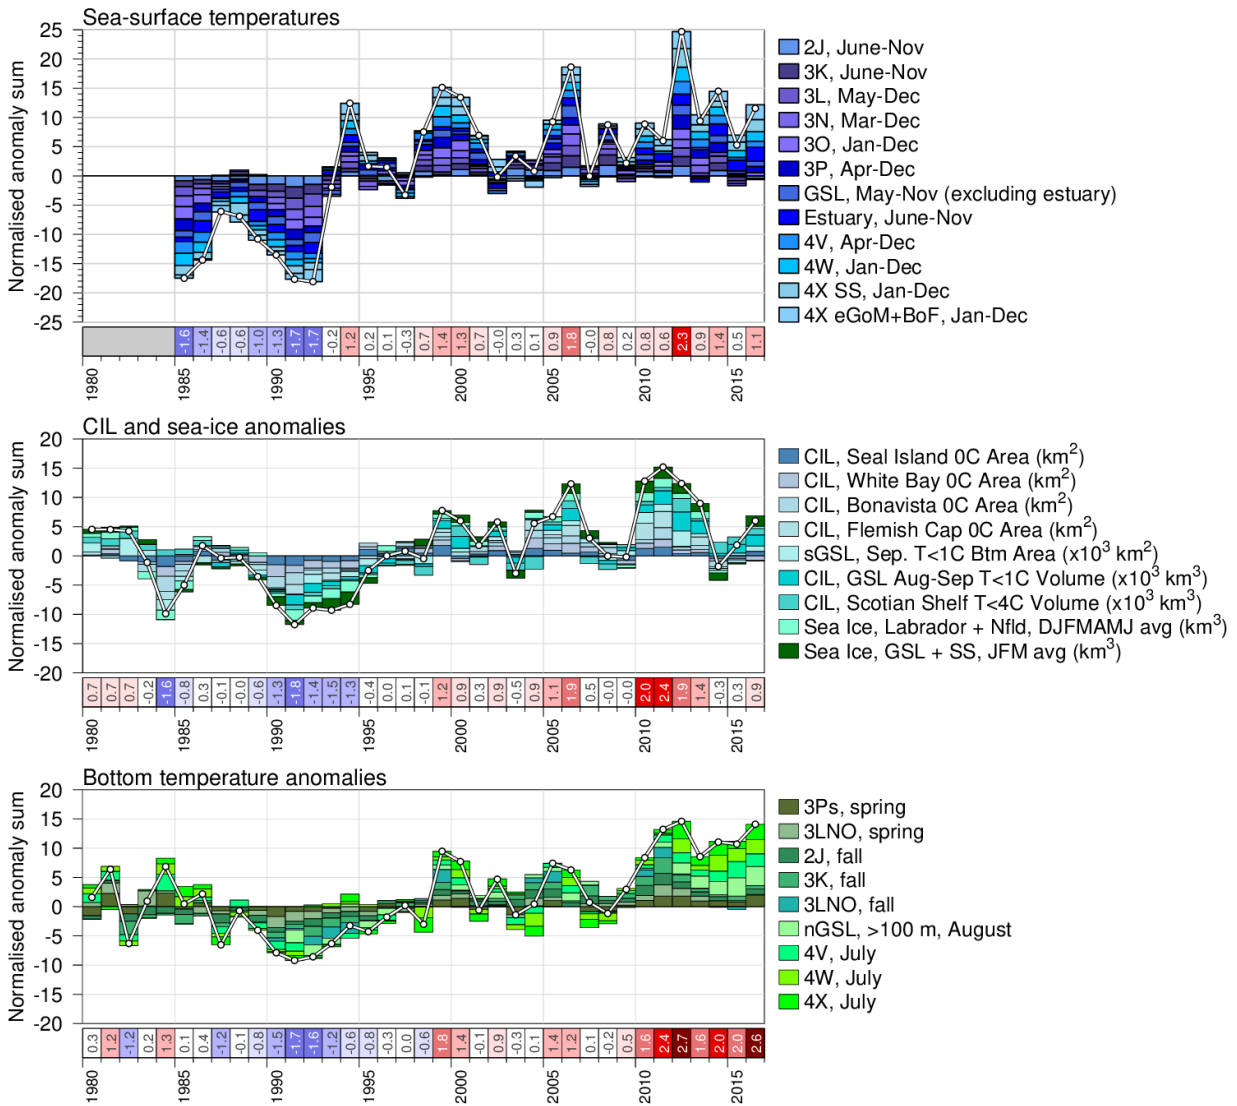 Sea-surface temperatures
Normalised anomaly sum
25
20
15
10
5
0
-5
-10
-15
-20
-25
2J, June-Nov
3K, June-Nov
3L, May-Dec
3N, Mar-Dec
3O, Jan-Dec
3P, Apr-Dec
GSL, May-Nov (excluding estuary)
Estuary, June-Nov
4V, Apr-Dec
4W, Jan-Dec
4X SS, Jan-Dec
4X eGoM+BoF, Jan-Dec
-1.6 -1.4 -0.6 -0.6 -1.0 -1.3 -1.7 -1.7 -0.2 1.2 0.2 0.1 -0.3 0.7 1.4 1.3 0.7 -0.0 0.3 0.1 0.9 1.8 -0.0 0.8 0.2 0.8 0.6 2.3 0.9 1.4 0.5 1.1
1980 1985 1990 1995 2000 2005 2010 2015
CIL and sea-ice anomalies
Normalised anomaly sum
20
15
10
5
0
-5
-10
-15
-20
CIL, Seal Island 0C Area (km²)
CIL, White Bay 0C Area (km²)
CIL, Bonavista 0C Area (km²)
CIL, Flemish Cap 0C Area (km²)
sGSL, Sep. T<1C Btm Area (x10³ km²)
CIL, GSL Aug-Sep T<1C Volume (x10³ km³)
CIL, Scotian Shelf T<4C Volume (x10³ km³)
Sea Ice, Labrador + Nfld, DJFMAMJ avg (km³)
Sea Ice, GSL + SS, JFM avg (km³)
0.7 0.7 0.7 -0.2 -1.6 -0.8 0.3 -0.1 -0.0 -0.6 -1.3 -1.8 -1.4 -1.5 -1.3 -0.4 0.0 0.1 -0.1 1.2 0.9 0.3 0.9 -0.5 0.9 1.1 1.9 0.5 -0.0 -0.0 2.0 2.4 1.9 1.4 -0.3 0.3 0.9
1980 1985 1990 1995 2000 2005 2010 2015
Bottom temperature anomalies
Normalised anomaly sum
20
15
10
5
0
-5
-10
-15
-20
3Ps, spring
3LNO, spring
2J, fall
3K, fall
3LNO, fall
nGSL, >100 m, August
4V, July
4W, July
4X, July
0.3 1.2 -1.2 0.2 1.3 0.1 0.4 -1.2 -0.1 -0.8 -1.5 -1.7 -1.6 -1.2 -0.6 -0.8 -0.3 0.0 -0.6 1.8 1.4 -0.1 0.9 -0.3 0.1 1.4 1.2 0.1 -0.2 0.5 1.6 2.4 2.7 1.6 2.0 2.0 2.6
1980 1985 1990 1995 2000 2005 2010 2015